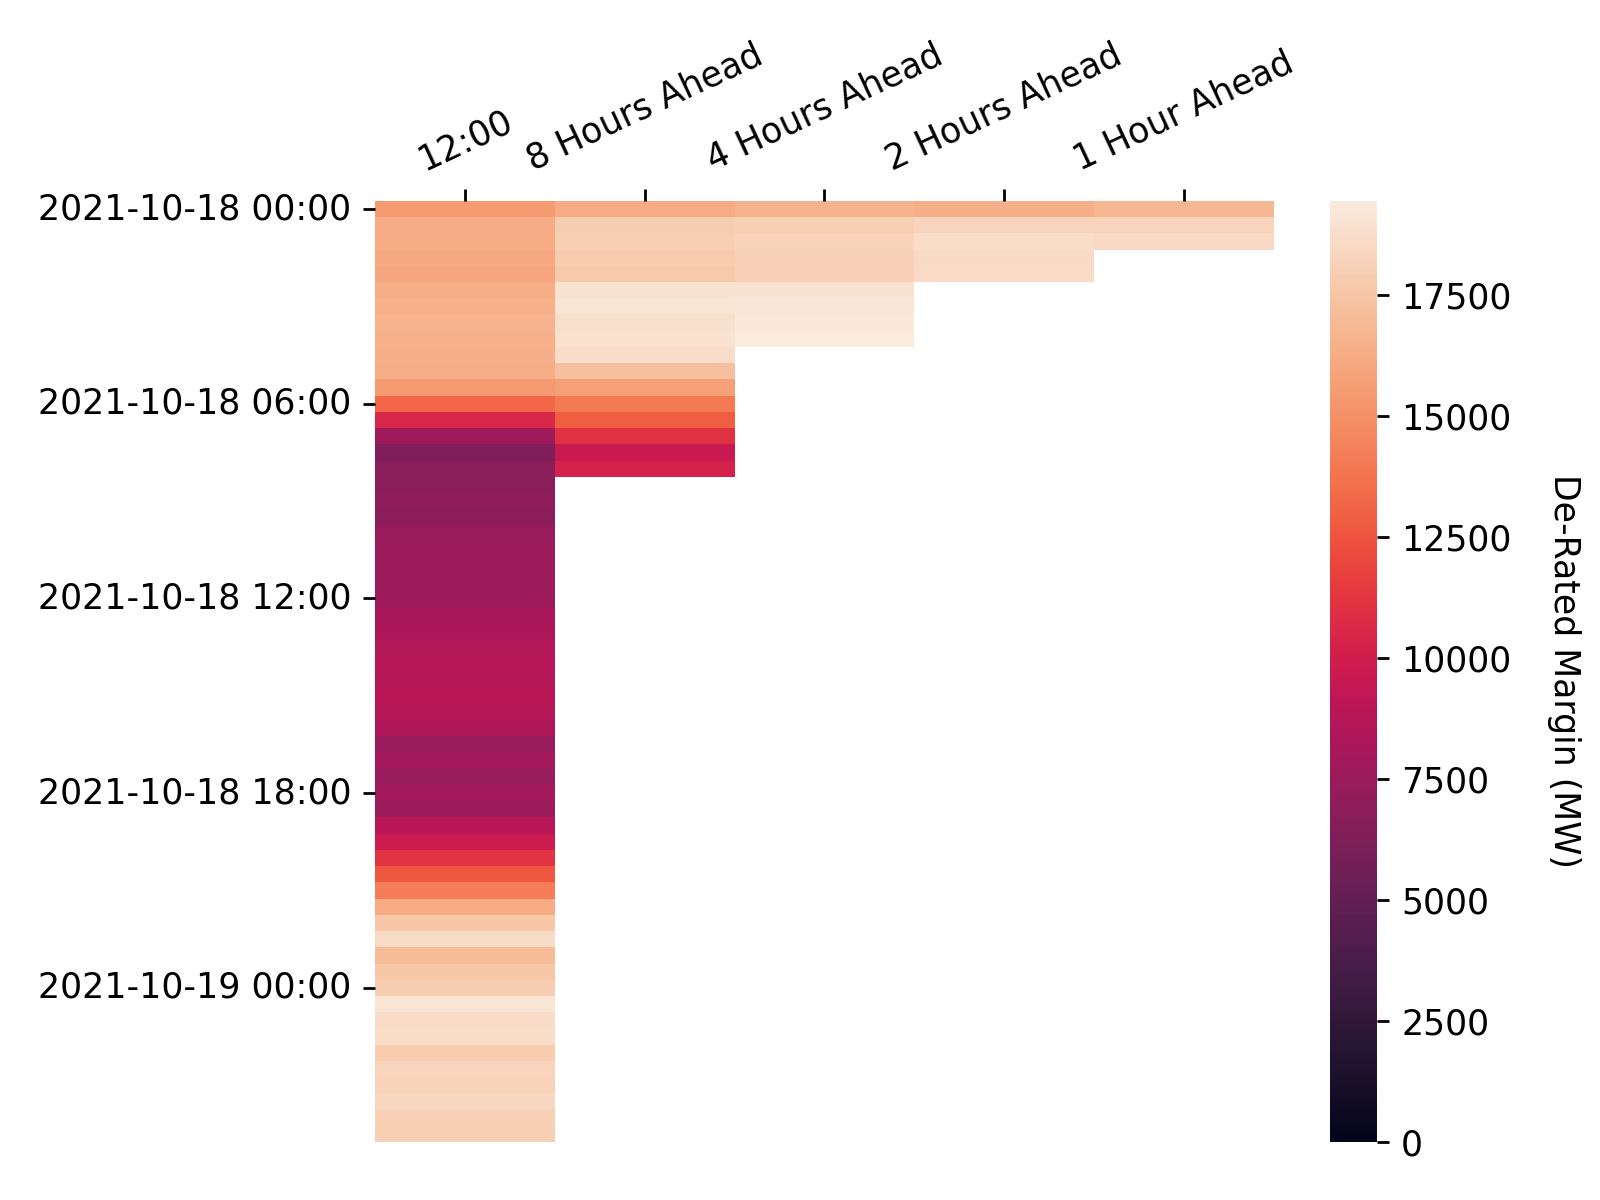 12:00
8 Hours Ahead
4 Hours Ahead
2 Hours Ahead
1 Hour Ahead
2021-10-18 00:00
2021-10-18 06:00
2021-10-18 12:00
2021-10-18 18:00
2021-10-19 00:00
17500
15000
12500
10000
7500
5000
2500
0
De-Rated Margin (MW)